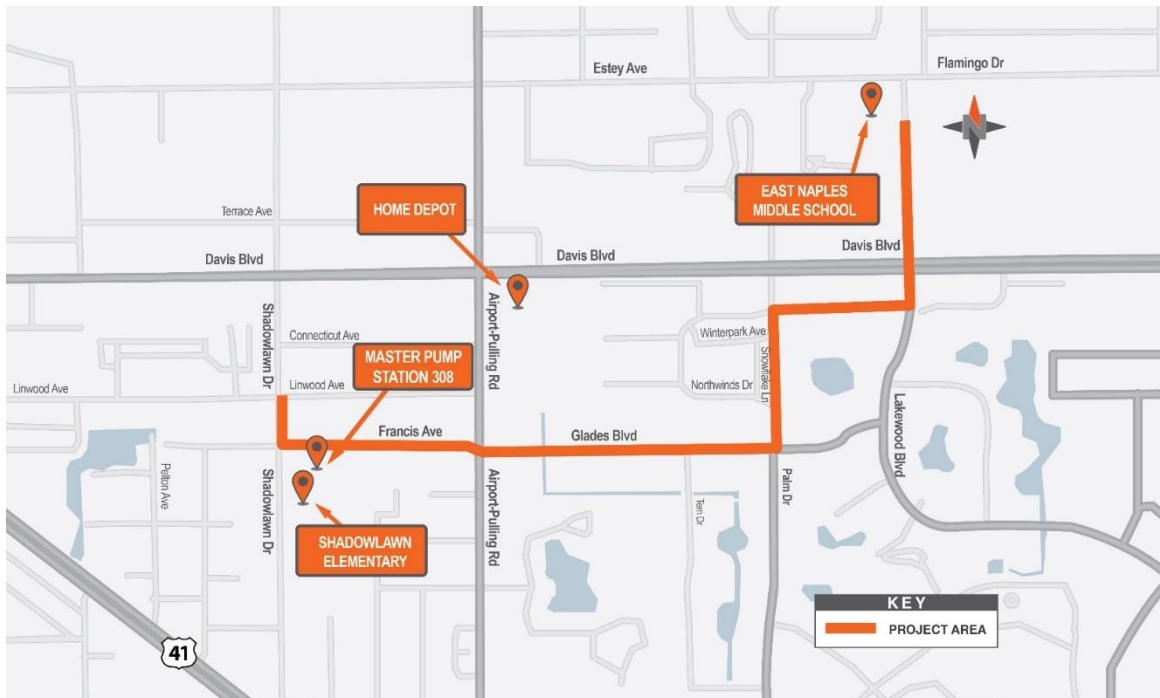 Estey Ave
Flamingo Dr
N
EAST NAPLES
MIDDLE SCHOOL
HOME DEPOT
Terrace Ave
Davis Blvd
Davis Blvd
Davis Blvd
Shadowlawn Dr
Airport-Pulling Rd
Connecticut Ave
Winterpark Ave
Snowflake Ln
MASTER PUMP
STATION 308
Linwood Ave
Linwood Ave
Northwinds Dr
Lakewood Blvd
Francis Ave
Glades Blvd
Pelton Ave
Shadowlawn Dr
Airport-Pulling Rd
Tern Dr
Palm Dr
SHADOWLAWN
ELEMENTARY
KEY
PROJECT AREA
41